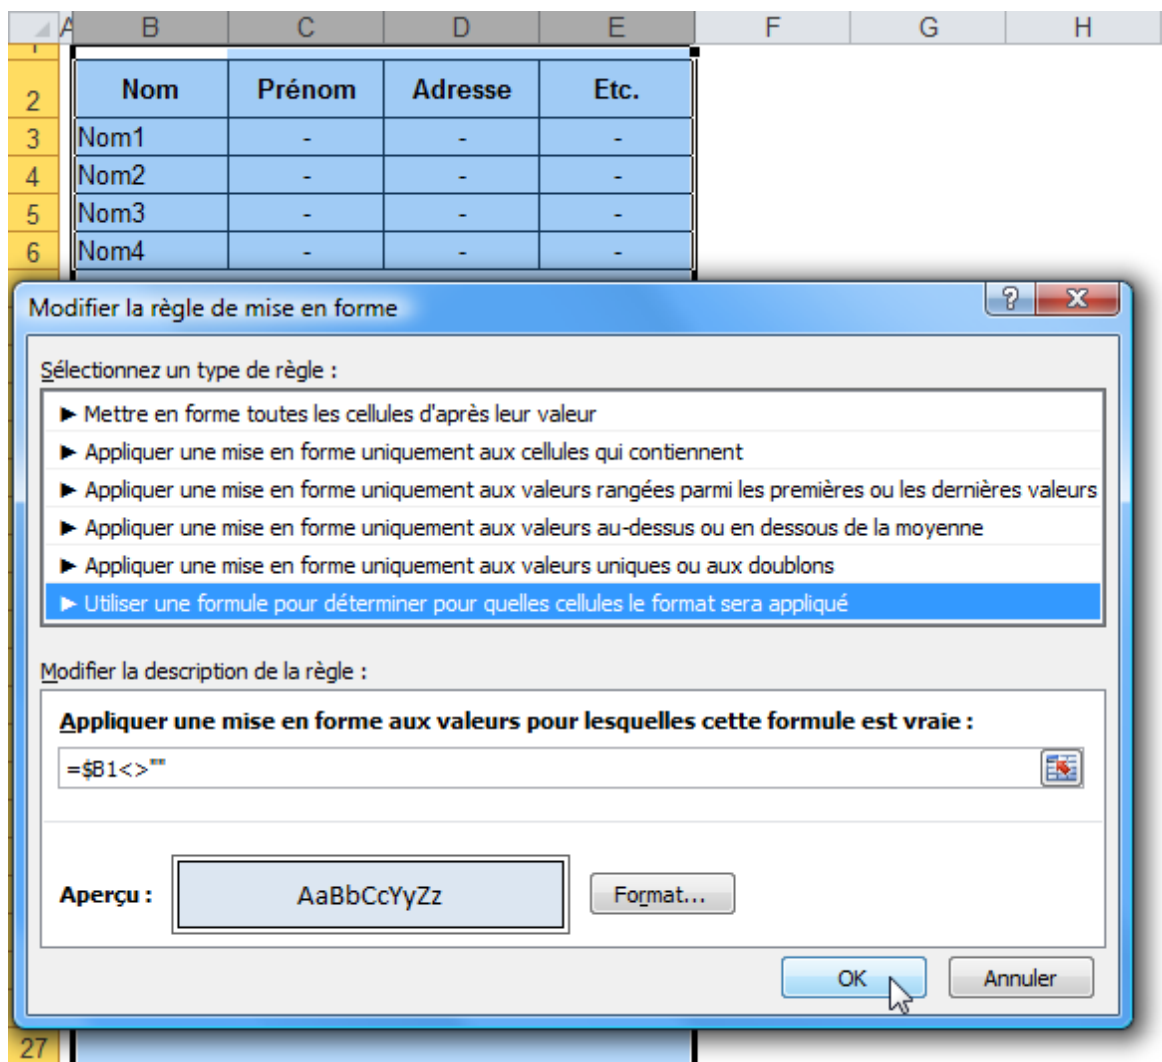 A B C D E F G H
1
2 Nom Prénom Adresse Etc.
3 Nom1 - - -
4 Nom2 - - -
5 Nom3 - - -
6 Nom4 - - -
Modifier la règle de mise en forme ? X
Sélectionnez un type de règle :
► Mettre en forme toutes les cellules d'après leur valeur
► Appliquer une mise en forme uniquement aux cellules qui contiennent
► Appliquer une mise en forme uniquement aux valeurs rangées parmi les premières ou les dernières valeurs
► Appliquer une mise en forme uniquement aux valeurs au-dessus ou en dessous de la moyenne
► Appliquer une mise en forme uniquement aux valeurs uniques ou aux doublons
► Utiliser une formule pour déterminer pour quelles cellules le format sera appliqué
Modifier la description de la règle :
Appliquer une mise en forme aux valeurs pour lesquelles cette formule est vraie :
=$B1<>""
Aperçu : AaBbCcYyZz Format...
OK Annuler
27